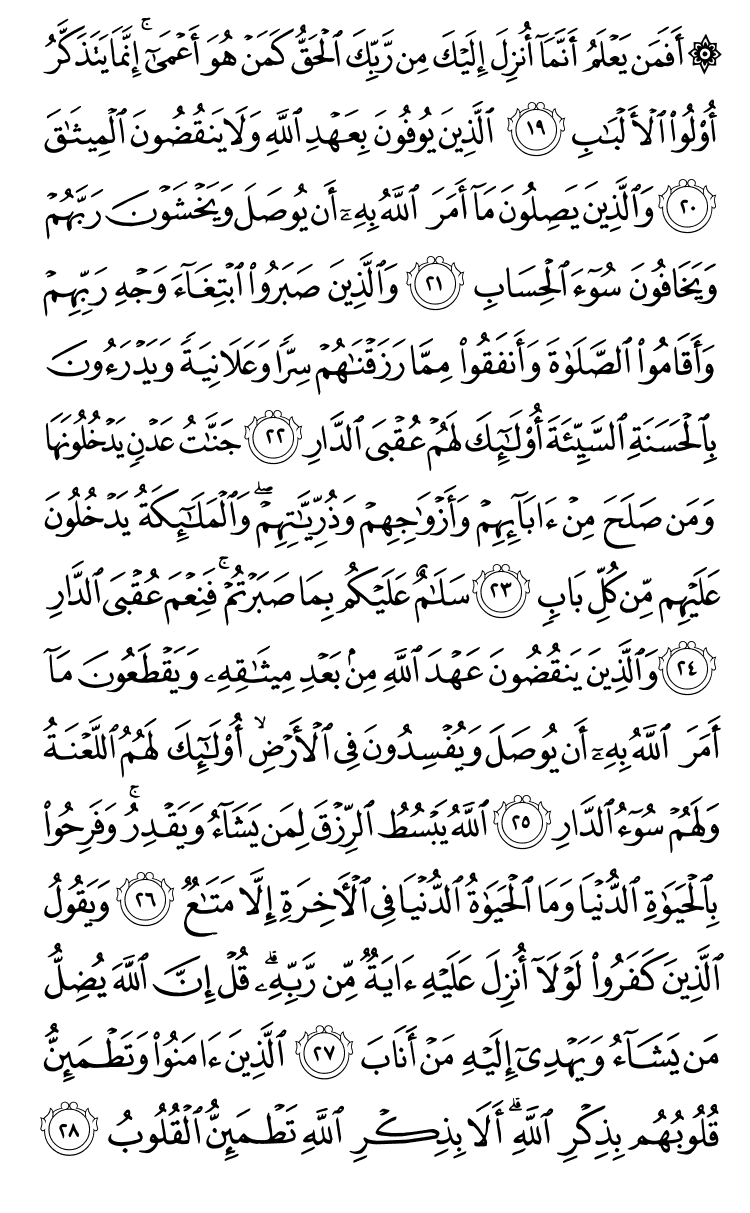 ۞ أَفَمَن يَعْلَمُ أَنَّمَآ أُنزِلَ إِلَيْكَ مِن رَّبِّكَ ٱلْحَقُّ كَمَنْ هُوَ أَعْمَىٰٓ ۚ إِنَّمَا يَتَذَكَّرُ
أُو۟لُوا۟ ٱلْأَلْبَـٰبِ ١٩ ٱلَّذِينَ يُوفُونَ بِعَهْدِ ٱللَّهِ وَلَا يَنقُضُونَ ٱلْمِيثَـٰقَ
٢٠ وَٱلَّذِينَ يَصِلُونَ مَآ أَمَرَ ٱللَّهُ بِهِۦٓ أَن يُوصَلَ وَيَخْشَوْنَ رَبَّهُمْ
وَيَخَافُونَ سُوٓءَ ٱلْحِسَابِ ٢١ وَٱلَّذِينَ صَبَرُوا۟ ٱبْتِغَآءَ وَجْهِ رَبِّهِمْ
وَأَقَامُوا۟ ٱلصَّلَوٰةَ وَأَنفَقُوا۟ مِمَّا رَزَقْنَـٰهُمْ سِرًّا وَعَلَانِيَةً وَيَدْرَءُونَ
بِٱلْحَسَنَةِ ٱلسَّيِّئَةَ أُو۟لَـٰٓئِكَ لَهُمْ عُقْبَى ٱلدَّارِ ٢٢ جَنَّـٰتُ عَدْنٍ يَدْخُلُونَهَا
وَمَن صَلَحَ مِنْ ءَابَآئِهِمْ وَأَزْوَٰجِهِمْ وَذُرِّيَّـٰتِهِمْ ۖ وَٱلْمَلَـٰٓئِكَةُ يَدْخُلُونَ
عَلَيْهِم مِّن كُلِّ بَابٍ ٢٣ سَلَـٰمٌ عَلَيْكُم بِمَا صَبَرْتُمْ ۚ فَنِعْمَ عُقْبَى ٱلدَّارِ
٢٤ وَٱلَّذِينَ يَنقُضُونَ عَهْدَ ٱللَّهِ مِنۢ بَعْدِ مِيثَـٰقِهِۦ وَيَقْطَعُونَ مَآ
أَمَرَ ٱللَّهُ بِهِۦٓ أَن يُوصَلَ وَيُفْسِدُونَ فِى ٱلْأَرْضِ ۙ أُو۟لَـٰٓئِكَ لَهُمُ ٱللَّعْنَةُ
وَلَهُمْ سُوٓءُ ٱلدَّارِ ٢٥ ٱللَّهُ يَبْسُطُ ٱلرِّزْقَ لِمَن يَشَآءُ وَيَقْدِرُ ۚ وَفَرِحُوا۟
بِٱلْحَيَوٰةِ ٱلدُّنْيَا وَمَا ٱلْحَيَوٰةُ ٱلدُّنْيَا فِى ٱلْـَٔاخِرَةِ إِلَّا مَتَـٰعٌ ٢٦ وَيَقُولُ
ٱلَّذِينَ كَفَرُوا۟ لَوْلَآ أُنزِلَ عَلَيْهِ ءَايَةٌ مِّن رَّبِّهِۦ ۗ قُلْ إِنَّ ٱللَّهَ يُضِلُّ
مَن يَشَآءُ وَيَهْدِىٓ إِلَيْهِ مَنْ أَنَابَ ٢٧ ٱلَّذِينَ ءَامَنُوا۟ وَتَطْمَئِنُّ
قُلُوبُهُم بِذِكْرِ ٱللَّهِ ۗ أَلَا بِذِكْرِ ٱللَّهِ تَطْمَئِنُّ ٱلْقُلُوبُ ٢٨